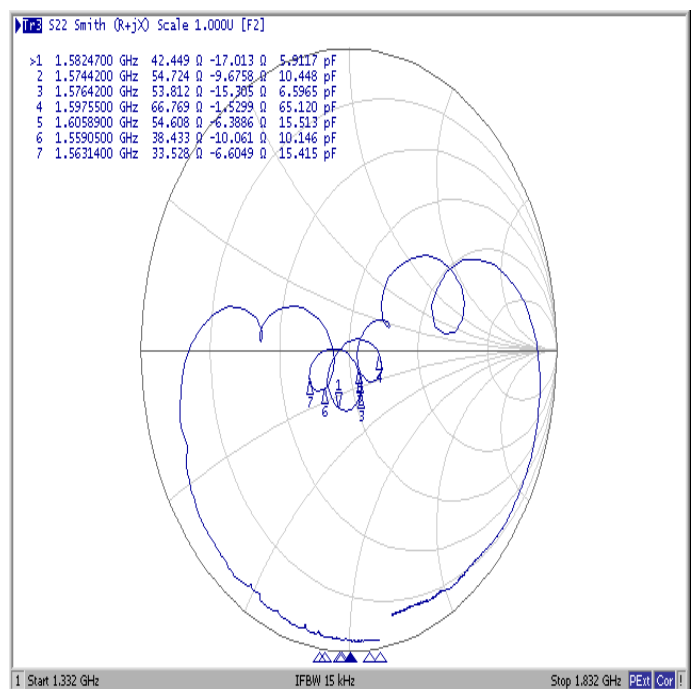 Tr3 S22 Smith (R+jX) Scale 1.000U [F2]
>1 1.5824700 GHz 42.449 Ω -17.013 Ω 5.9117 pF
2 1.5744200 GHz 54.724 Ω -9.6758 Ω 10.448 pF
3 1.5764200 GHz 53.812 Ω -15.305 Ω 6.5965 pF
4 1.5975500 GHz 66.769 Ω -1.5299 Ω 65.120 pF
5 1.6058900 GHz 54.608 Ω -6.3886 Ω 15.513 pF
6 1.5590500 GHz 38.433 Ω -10.061 Ω 10.146 pF
7 1.5631400 GHz 33.528 Ω -6.6049 Ω 15.415 pF
4
1
7
6
3
1 Start 1.332 GHz IFBW 15 kHz Stop 1.832 GHz PExt Cor !